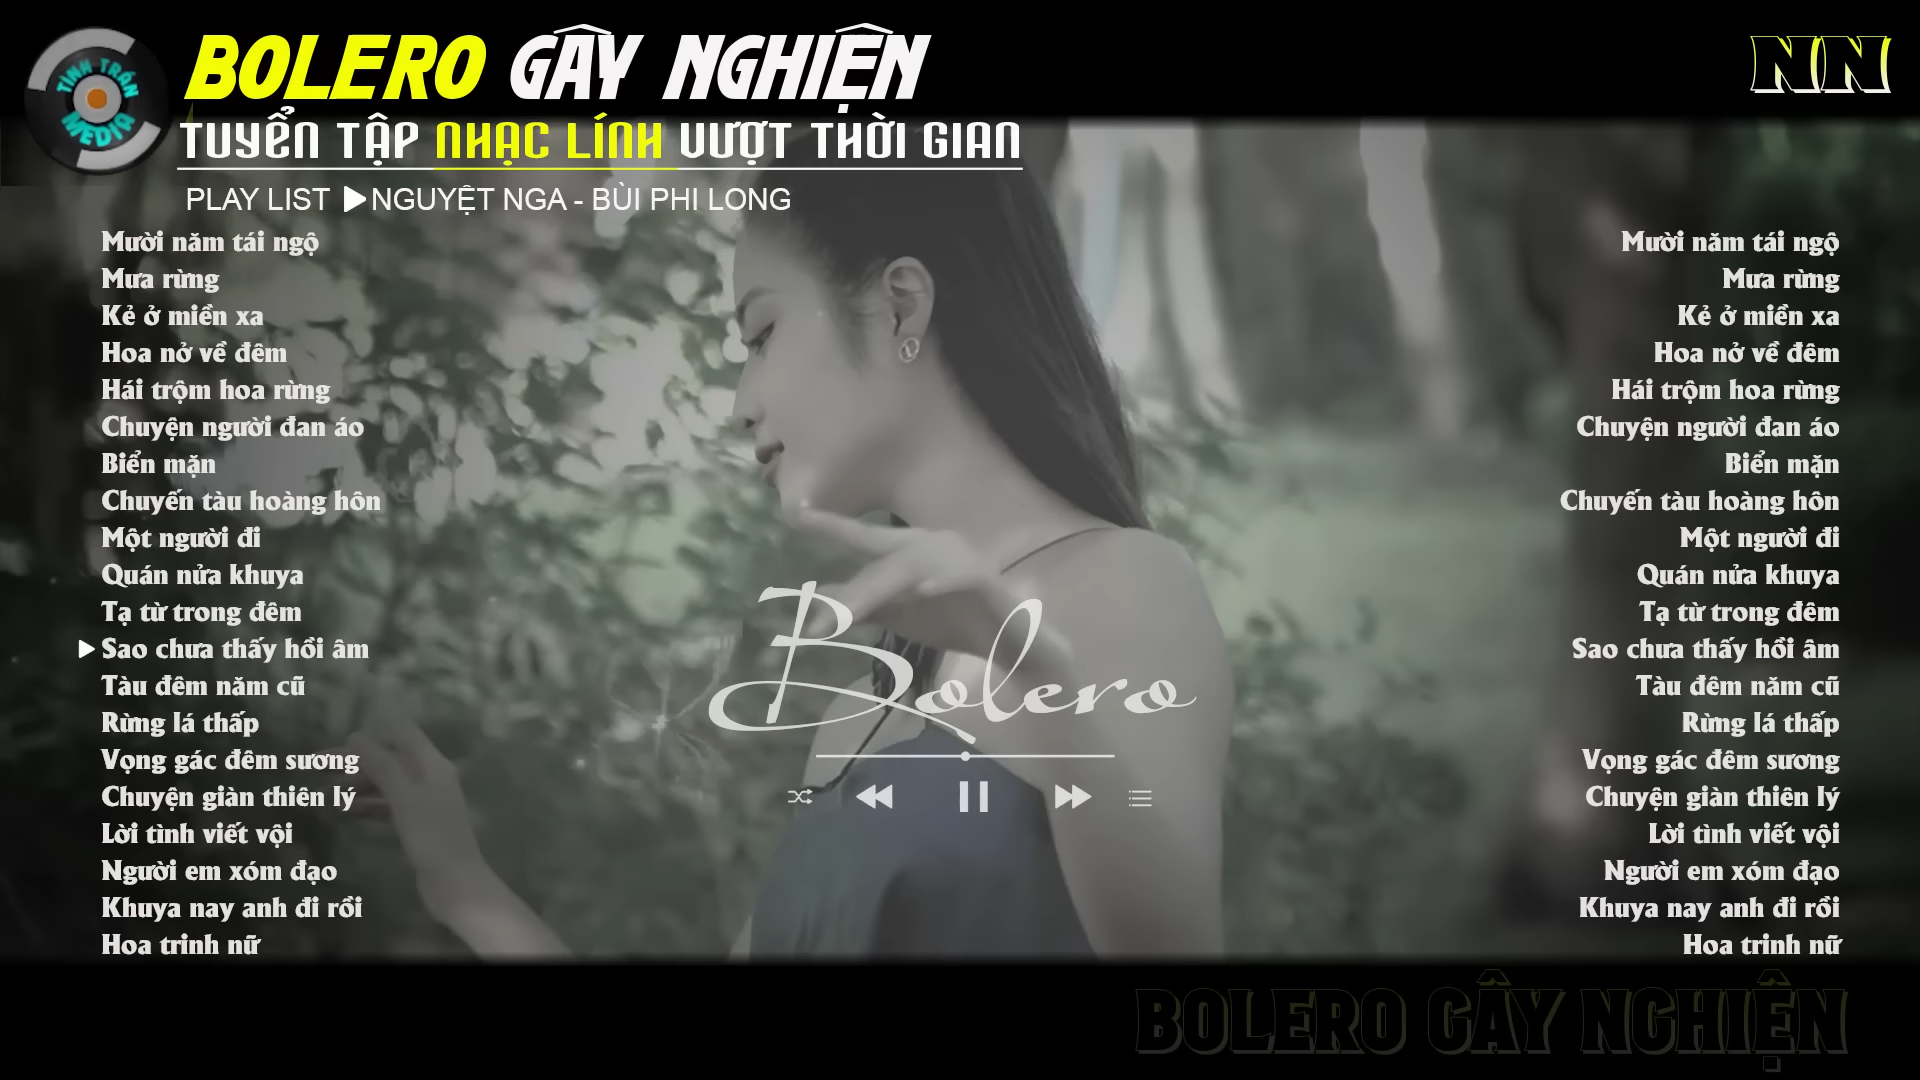 TÌNH TRẦN
MEDIA
BOLERO GÂY NGHIỆN
TUYỂN TẬP NHẠC LÍNH VƯỢT THỜI GIAN
PLAY LIST ▶NGUYỆT NGA - BÙI PHI LONG
NN
Mười năm tái ngộ
Mưa rừng
Kẻ ở miền xa
Hoa nở về đêm
Hái trộm hoa rừng
Chuyện người đan áo
Biển mặn
Chuyến tàu hoàng hôn
Một người đi
Quán nửa khuya
Tạ từ trong đêm
Sao chưa thấy hồi âm
Tàu đêm năm cũ
Rừng lá thấp
Vọng gác đêm sương
Chuyện giàn thiên lý
Lời tình viết vội
Người em xóm đạo
Khuya nay anh đi rồi
Hoa trinh nữ
Bolero
Mười năm tái ngộ
Mưa rừng
Kẻ ở miền xa
Hoa nở về đêm
Hái trộm hoa rừng
Chuyện người đan áo
Biển mặn
Chuyến tàu hoàng hôn
Một người đi
Quán nửa khuya
Tạ từ trong đêm
Sao chưa thấy hồi âm
Tàu đêm năm cũ
Rừng lá thấp
Vọng gác đêm sương
Chuyện giàn thiên lý
Lời tình viết vội
Người em xóm đạo
Khuya nay anh đi rồi
Hoa trinh nữ
BOLERO GÂY NGHIỆN